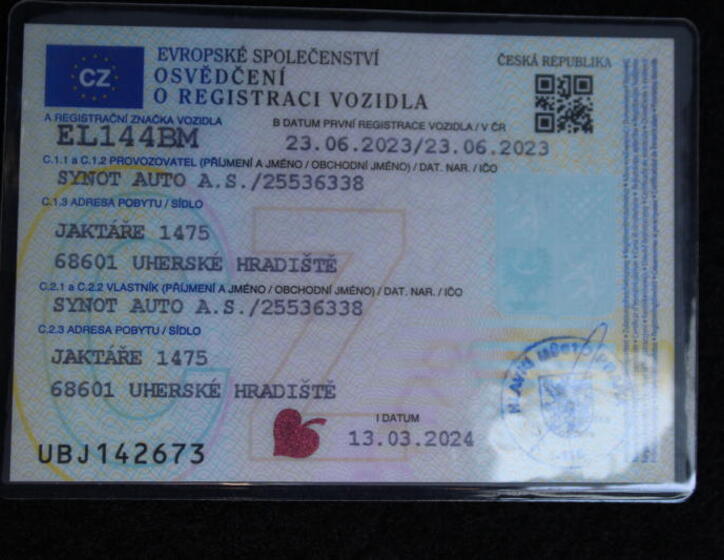 CZ
EVROPSKÉ SPOLEČENSTVÍ
OSVĚDČENÍ
O REGISTRACI VOZIDLA
ČESKÁ REPUBLIKA
A REGISTRAČNÍ ZNAČKA VOZIDLA
EL144BM
B DATUM PRVNÍ REGISTRACE VOZIDLA / V ČR
23.06.2023/23.06.2023
C.1.1 a C.1.2 PROVOZOVATEL (PŘÍJMENÍ A JMÉNO / OBCHODNÍ JMÉNO) / DAT. NAR. / IČO
SYNOT AUTO A.S./25536338
C.1.3 ADRESA POBYTU / SÍDLO
JAKTÁŘE 1475
68601 UHERSKÉ HRADIŠTĚ
C.2.1 a C.2.2 VLASTNÍK (PŘÍJMENÍ A JMÉNO / OBCHODNÍ JMÉNO) / DAT. NAR. / IČO
SYNOT AUTO A.S./25536338
C.2.3 ADRESA POBYTU / SÍDLO
JAKTÁŘE 1475
68601 UHERSKÉ HRADIŠTĚ
I DATUM
13.03.2024
UBJ142673